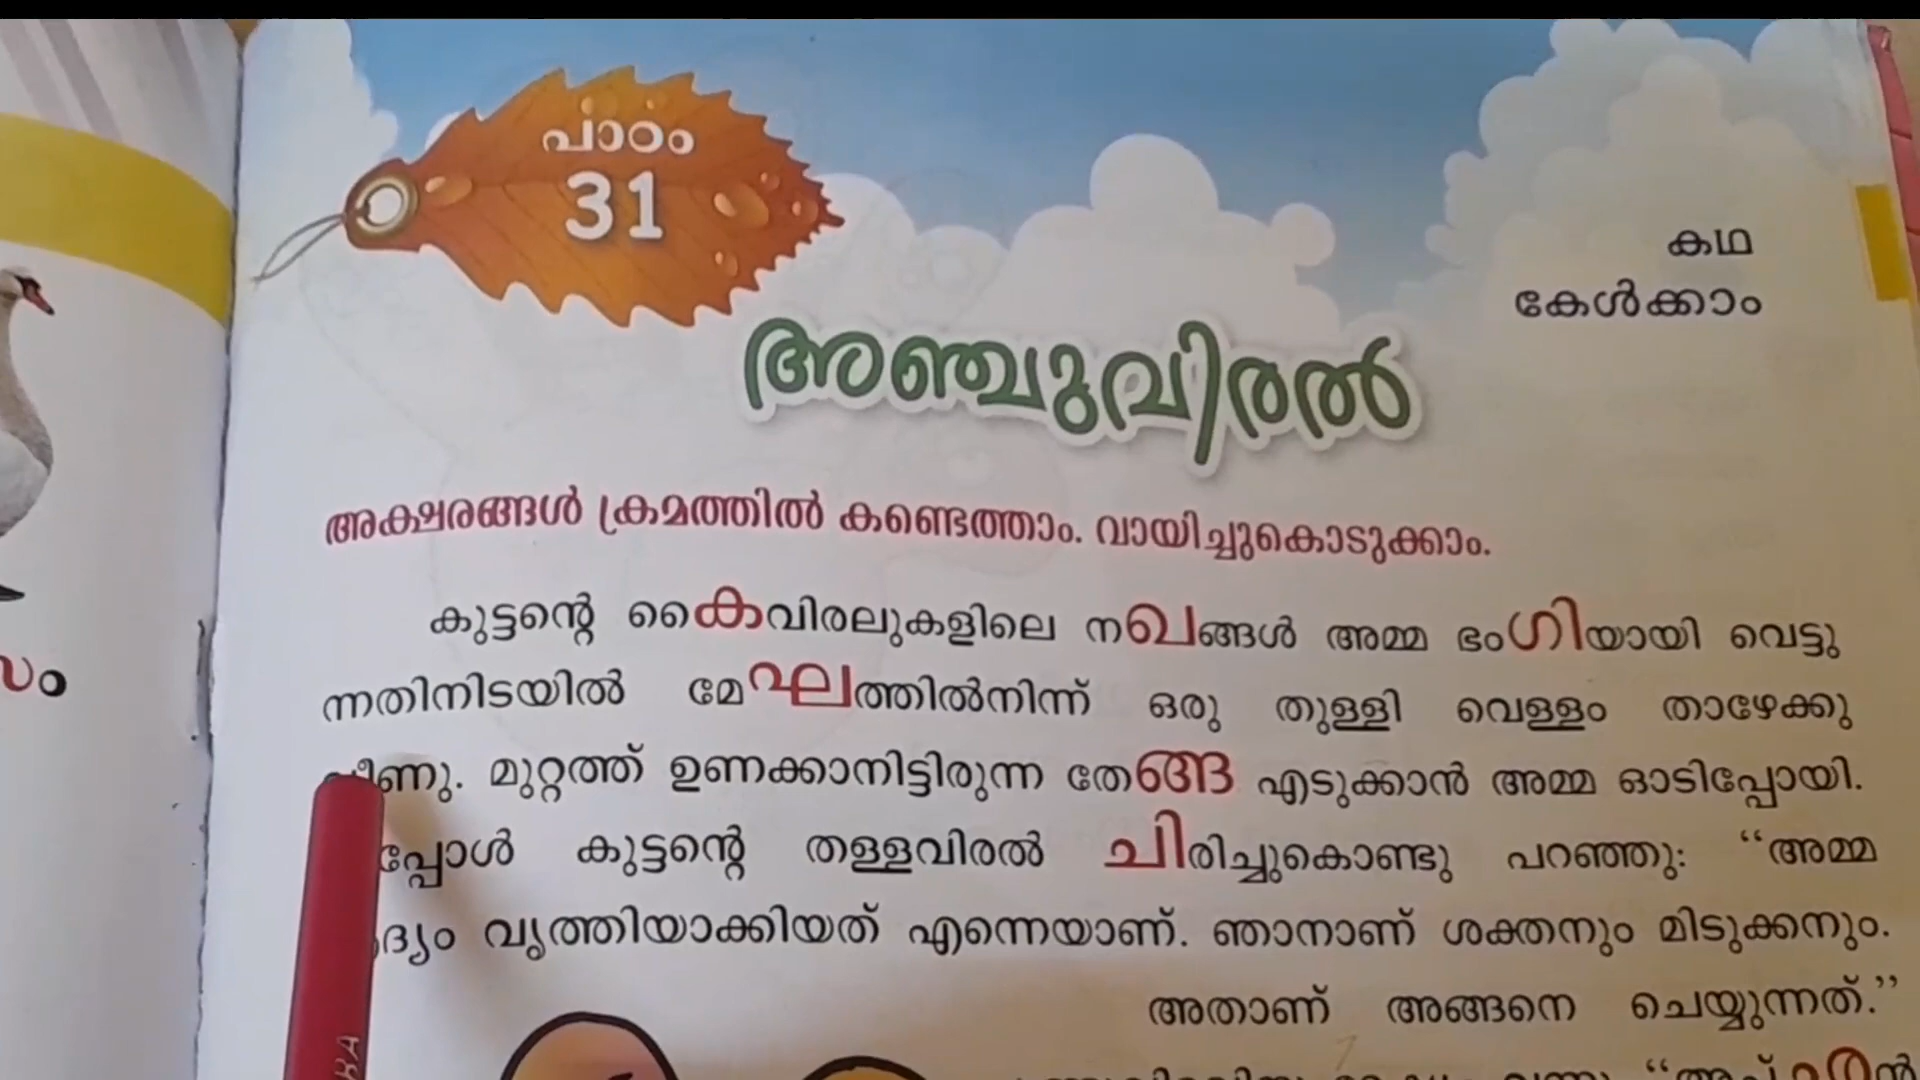 പാഠം
31
കഥ
കേൾക്കാം
അഞ്ചുവിരൽ
അക്ഷരങ്ങൾ ക്രമത്തിൽ കണ്ടെത്താം. വായിച്ചുകൊടുക്കാം.
കുട്ടന്റെ കൈവിരലുകളിലെ നഖങ്ങൾ അമ്മ ഭംഗിയായി വെട്ടു
ന്നതിനിടയിൽ മേഘത്തിൽനിന്ന് ഒരു തുള്ളി വെള്ളം താഴേക്കു
മുറ്റത്ത് ഉണക്കാനിട്ടിരുന്ന തേങ്ങ എടുക്കാൻ അമ്മ ഓടിപ്പോയി.
കുട്ടന്റെ തള്ളവിരൽ ചിരിച്ചുകൊണ്ടു പറഞ്ഞു: “അമ്മ
വൃത്തിയാക്കിയത് എന്നെയാണ്. ഞാനാണ് ശക്തനും മിടുക്കനും.
അതാണ് അങ്ങനെ ചെയ്യുന്നത്.”